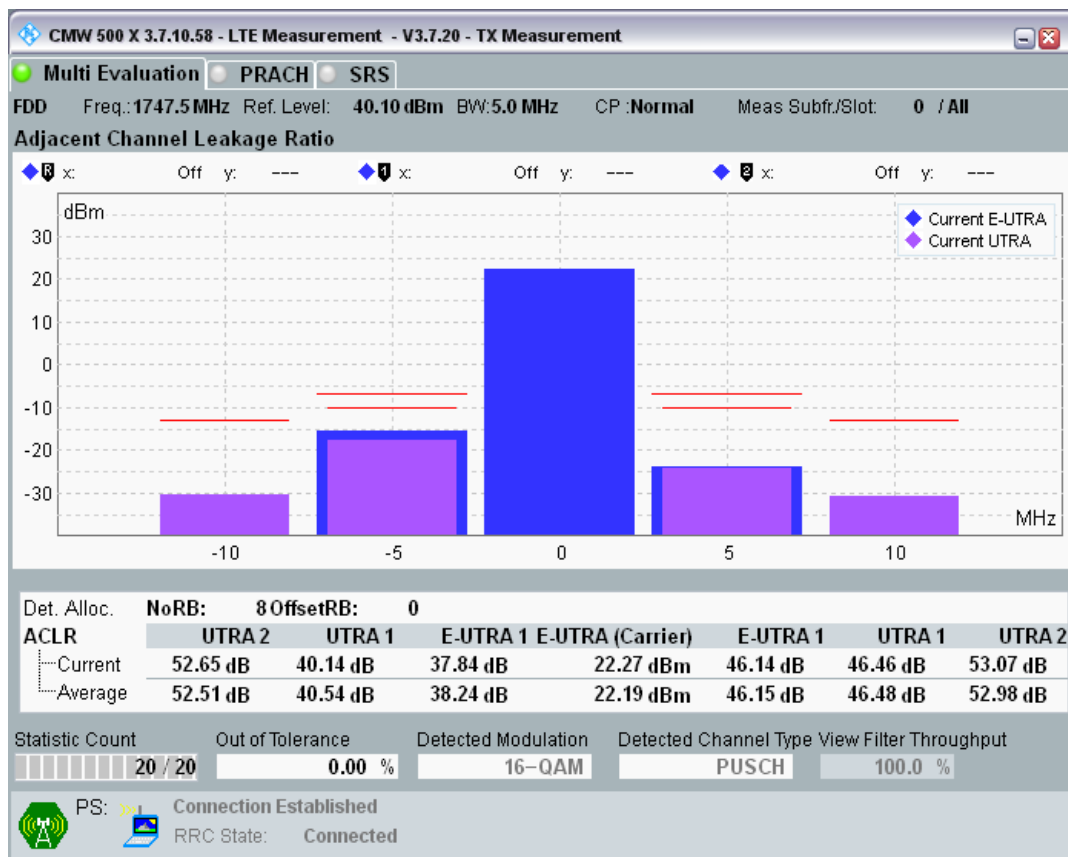 CMW 500 X 3.7.10.58 - LTE Measurement - V3.7.20 - TX Measurement
Multi Evaluation PRACH SRS
FDD Freq.:1747.5 MHz Ref. Level: 40.10 dBm BW:5.0 MHz CP :Normal Meas Subfr./Slot: 0 / All
Adjacent Channel Leakage Ratio
R x: Off y: --- 1 x: Off y: --- 2 x: Off y: ---
dBm
Current E-UTRA
Current UTRA
30
20
10
0
-10
-20
-30
MHz
-10 -5 0 5 10
Det. Alloc. NoRB: 8 OffsetRB: 0
ACLR UTRA 2 UTRA 1 E-UTRA 1 E-UTRA (Carrier) E-UTRA 1 UTRA 1 UTRA 2
Current 52.65 dB 40.14 dB 37.84 dB 22.27 dBm 46.14 dB 46.46 dB 53.07 dB
Average 52.51 dB 40.54 dB 38.24 dB 22.19 dBm 46.15 dB 46.48 dB 52.98 dB
Statistic Count Out of Tolerance Detected Modulation Detected Channel Type View Filter Throughput
20 / 20 0.00 % 16-QAM PUSCH 100.0 %
PS: Connection Established
RRC State: Connected